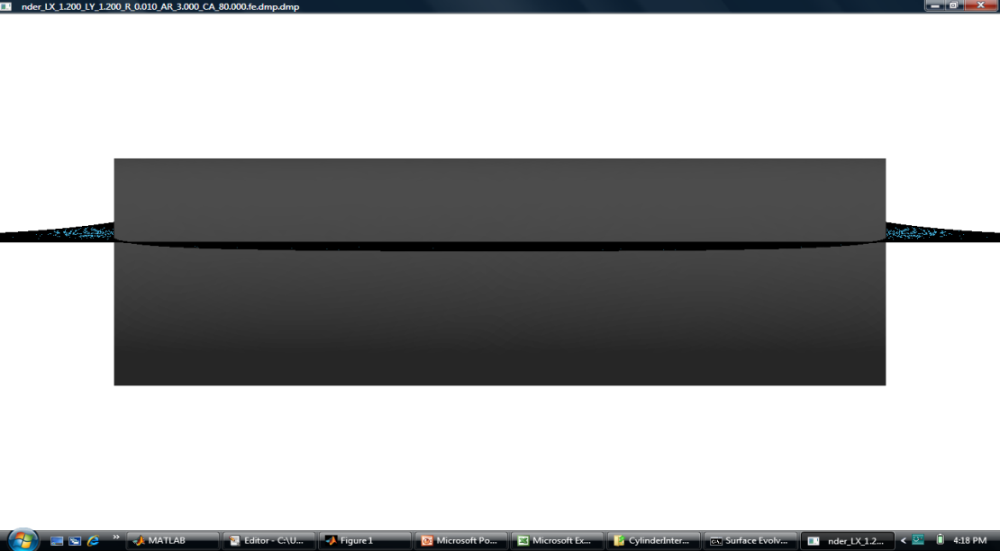 nder_LX_1.200_LY_1.200_R_0.010_AR_3.000_CA_80.000.fe.dmp.dmp
MATLAB
Editor - C:\U...
Figure 1
Microsoft Po...
Microsoft Ex...
CylinderInter...
Surface Evolv...
nder_LX_1.2...
4:18 PM